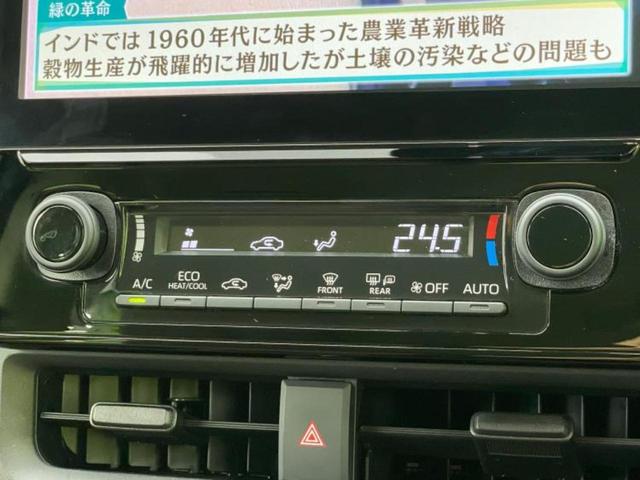 緑の革命
インドでは1960年代に始まった農業革新戦略
穀物生産が飛躍的に増加したが土壌の汚染などの問題も
24.5
A/C
ECO
HEAT/COOL
FRONT
REAR
OFF
AUTO